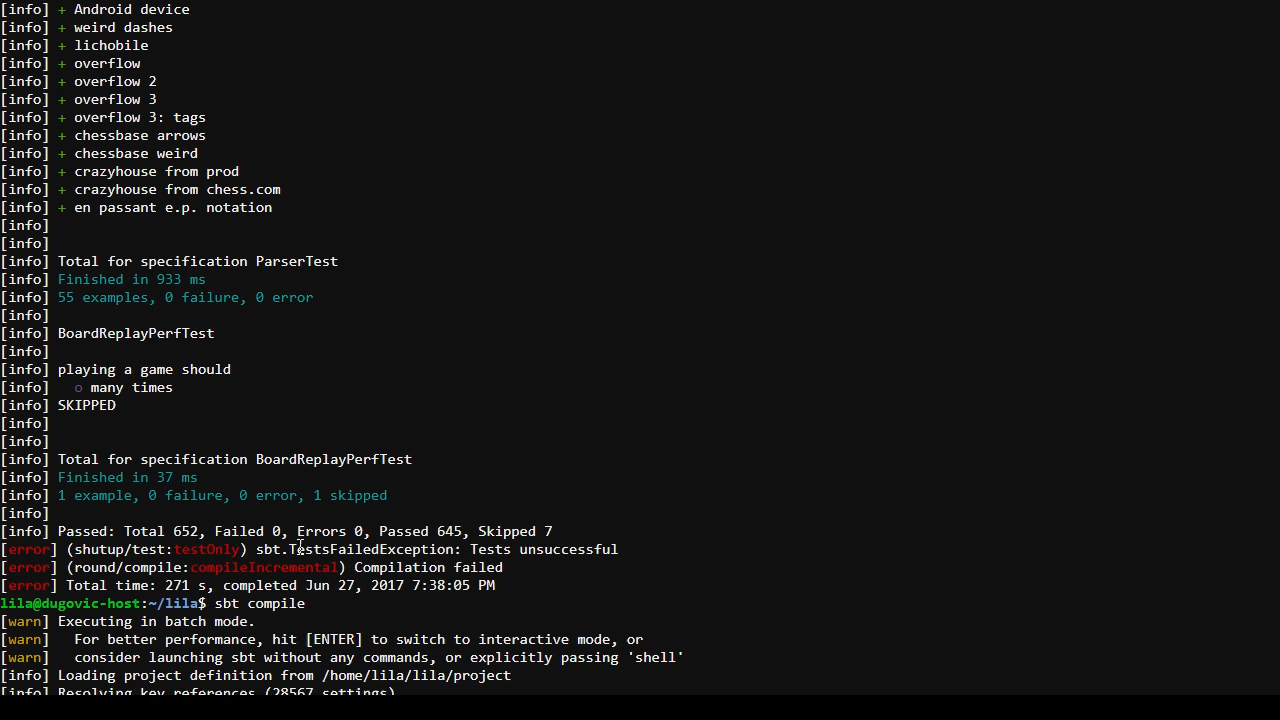 [info] + Android device
[info] + weird dashes
[info] + lichobile
[info] + overflow
[info] + overflow 2
[info] + overflow 3
[info] + overflow 3: tags
[info] + chessbase arrows
[info] + chessbase weird
[info] + crazyhouse from prod
[info] + crazyhouse from chess.com
[info] + en passant e.p. notation
[info]
[info]
[info] Total for specification ParserTest
[info] Finished in 933 ms
[info] 55 examples, 0 failure, 0 error
[info]
[info] BoardReplayPerfTest
[info]
[info] playing a game should
[info]   o many times
[info] SKIPPED
[info]
[info]
[info] Total for specification BoardReplayPerfTest
[info] Finished in 37 ms
[info] 1 example, 0 failure, 0 error, 1 skipped
[info]
[info] Passed: Total 652, Failed 0, Errors 0, Passed 645, Skipped 7
[error] (shutup/test:testOnly) sbt.TestsFailedException: Tests unsuccessful
[error] (round/compile:compileIncremental) Compilation failed
[error] Total time: 271 s, completed Jun 27, 2017 7:38:05 PM
lila@dugovic-host:~/lila$ sbt compile
[warn] Executing in batch mode.
[warn]   For better performance, hit [ENTER] to switch to interactive mode, or
[warn]   consider launching sbt without any commands, or explicitly passing 'shell'
[info] Loading project definition from /home/lila/lila/project
[info] Resolving key references (28567 settings)